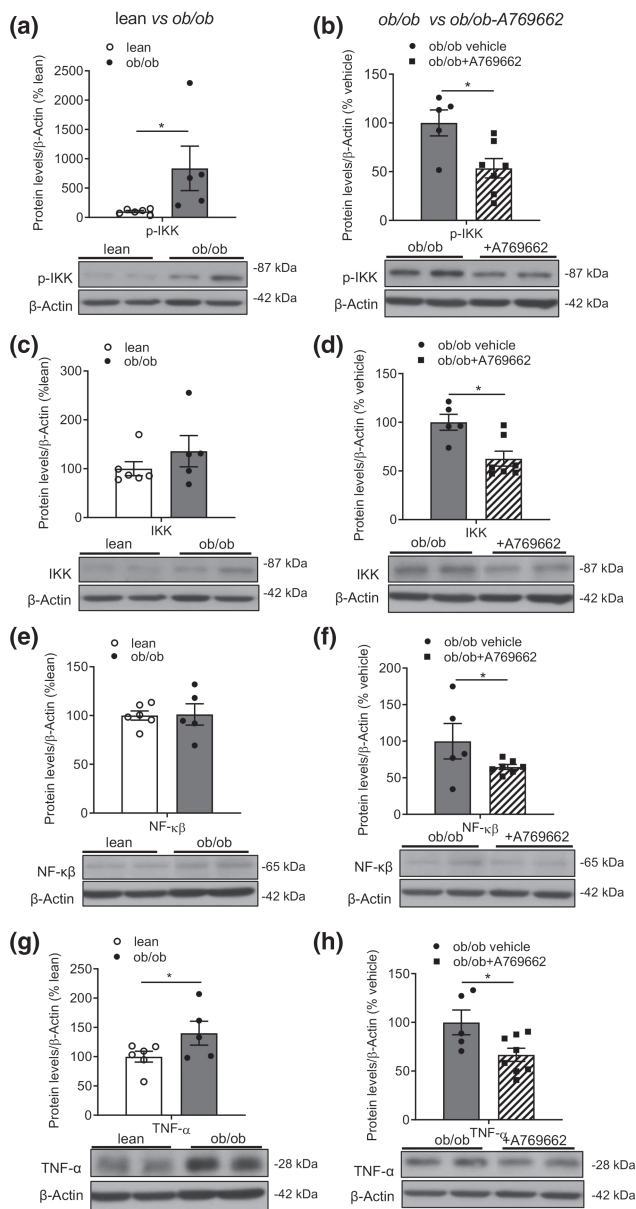 lean vs ob/ob
ob/ob vs ob/ob-A769662
(a)
lean
ob/ob
Protein levels/β-Actin (% lean)
2500
2000
1500
1000
500
0
*
p-IKK
lean
ob/ob
p-IKK
-87 kDa
β-Actin
-42 kDa
(b)
ob/ob vehicle
ob/ob+A769662
Protein levels/β-Actin (% vehicle)
150
100
50
0
*
p-IKK
ob/ob
+A769662
p-IKK
-87 kDa
β-Actin
-42 kDa
(c)
lean
ob/ob
Protein levels/β-Actin (%lean)
300
200
100
0
IKK
lean
ob/ob
IKK
-87 kDa
β-Actin
-42 kDa
(d)
ob/ob vehicle
ob/ob+A769662
Protein levels/β-Actin (% vehicle)
150
100
50
0
*
IKK
ob/ob
+A769662
IKK
-87 kDa
β-Actin
-42 kDa
(e)
lean
ob/ob
Protein levels/β-Actin (%lean)
150
100
50
0
NF-κβ
lean
ob/ob
NF-κβ
-65 kDa
β-Actin
-42 kDa
(f)
ob/ob vehicle
ob/ob+A769662
Protein levels/β-Actin (% vehicle)
200
150
100
50
0
*
NF-κβ
ob/ob
+A769662
NF-κβ
-65 kDa
β-Actin
-42 kDa
(g)
lean
ob/ob
Protein levels/β-Actin (% lean)
250
200
150
100
50
0
*
TNF-α
lean
ob/ob
TNF-α
-28 kDa
β-Actin
-42 kDa
(h)
ob/ob vehicle
ob/ob+A769662
Protein levels/β-Actin (% vehicle)
150
100
50
0
*
TNF-α
ob/ob
+A769662
TNF-α
-28 kDa
β-Actin
-42 kDa